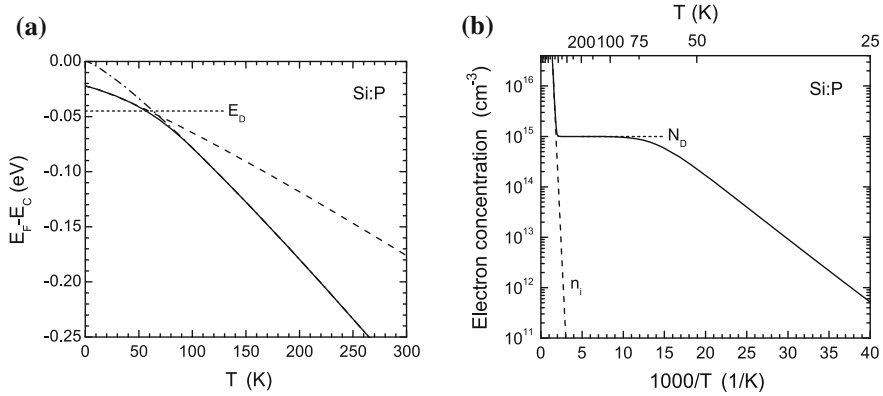 (a)
Si:P
E_D
0.00
-0.05
-0.10
-0.15
-0.20
-0.25
E_F-E_C (eV)
0 50 100 150 200 250 300
T (K)
(b)
T (K)
200 100 75 50 25
Si:P
N_D
n_i
10^16
10^15
10^14
10^13
10^12
10^11
Electron concentration (cm^-3)
0 5 10 15 20 25 30 35 40
1000/T (1/K)